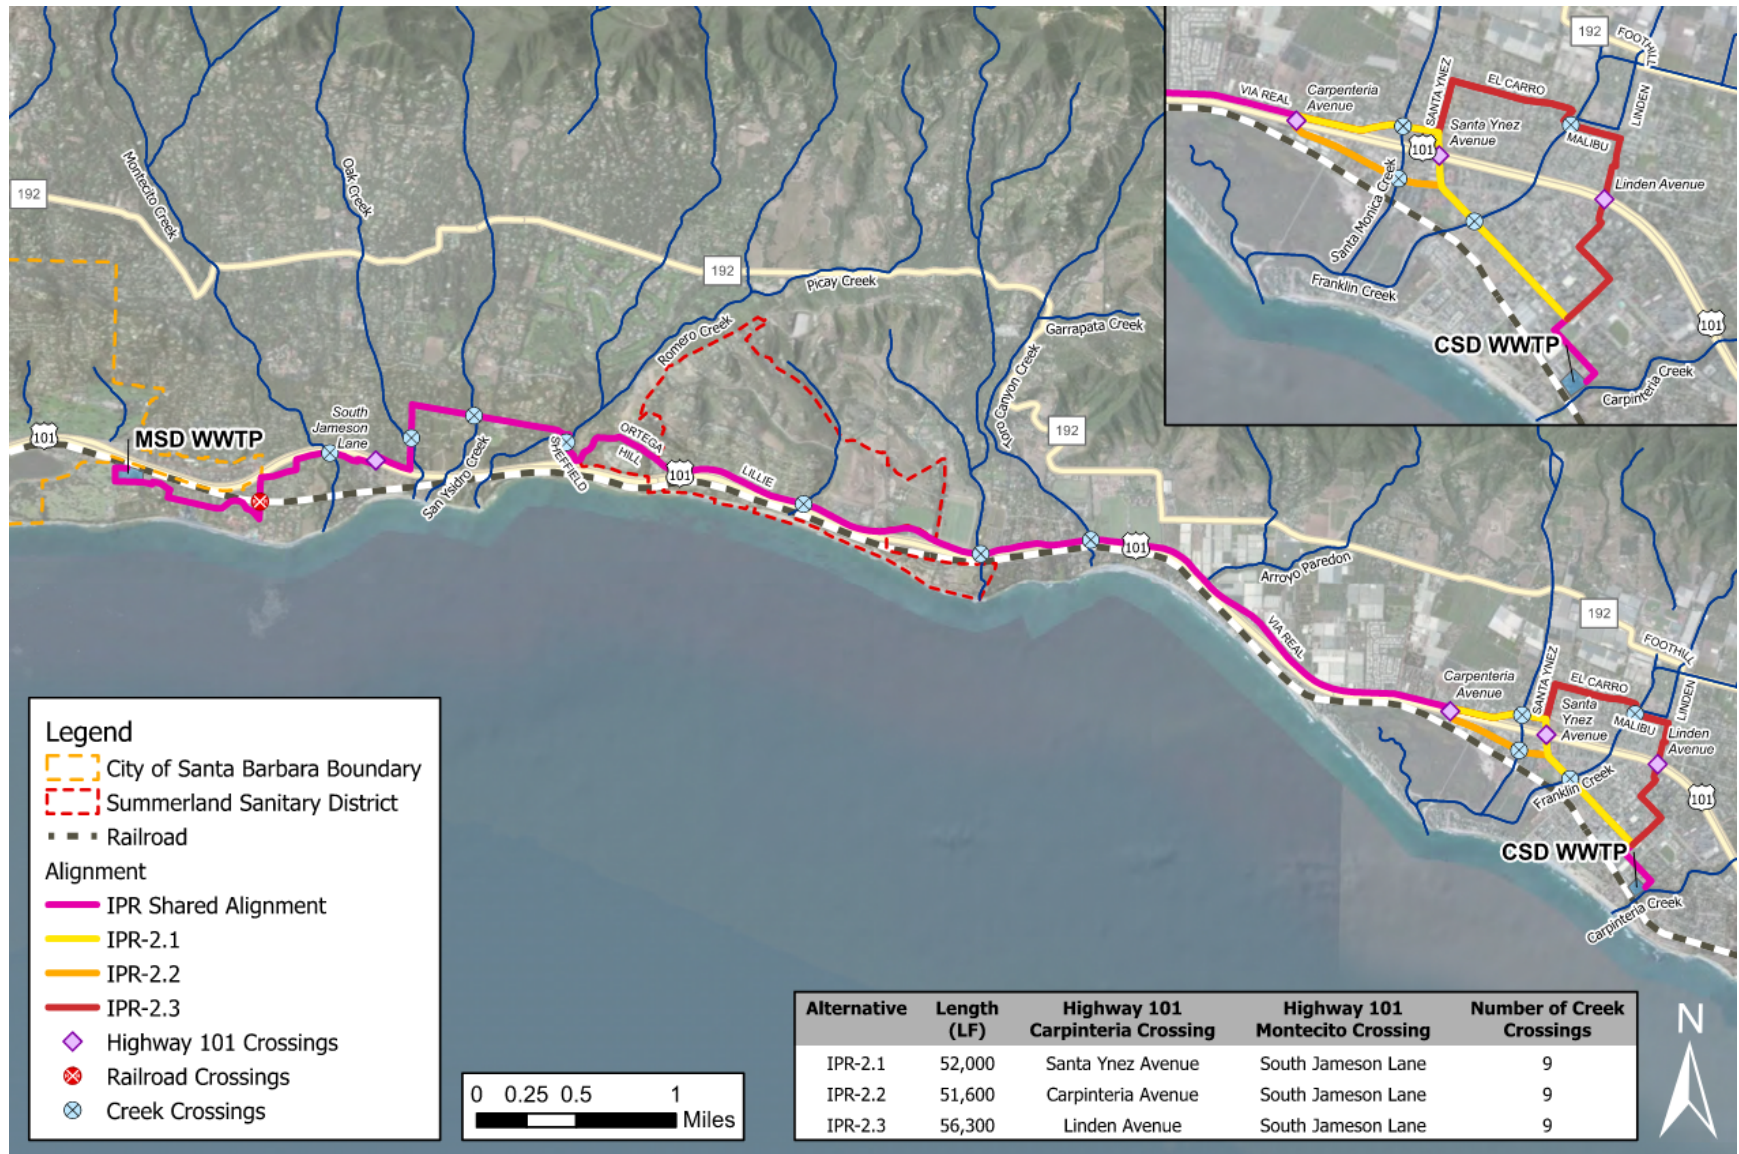 192
FOOTHILL
VIA REAL
Carpenteria
Avenue
SANTA YNEZ
EL CARRO
LINDEN
Santa Ynez
Avenue
101
MALIBU
Linden Avenue
Santa Monica Creek
Franklin Creek
101
CSD WWTP
Carpinteria Creek
192
Montecito Creek
Oak Creek
192
Picay Creek
Romero Creek
Garrapata Creek
Toro Canyon Creek
192
101
MSD WWTP
South
Jameson
Lane
San Ysidro Creek
SHEFFIELD
ORTEGA
HILL
101
LILLIE
101
Arroyo Paredon
VIA REAL
192
FOOTHILL
Carpenteria
Avenue
SANTA YNEZ
EL CARRO
LINDEN
Santa
Ynez
Avenue
MALIBU
Linden
Avenue
101
Franklin Creek
CSD WWTP
Carpinteria Creek
Legend
City of Santa Barbara Boundary
Summerland Sanitary District
Railroad
Alignment
IPR Shared Alignment
IPR-2.1
IPR-2.2
IPR-2.3
Highway 101 Crossings
Railroad Crossings
Creek Crossings
0 0.25 0.5 1
Miles
Alternative Length (LF) Highway 101 Carpinteria Crossing Highway 101 Montecito Crossing Number of Creek Crossings
IPR-2.1 52,000 Santa Ynez Avenue South Jameson Lane 9
IPR-2.2 51,600 Carpinteria Avenue South Jameson Lane 9
IPR-2.3 56,300 Linden Avenue South Jameson Lane 9
N